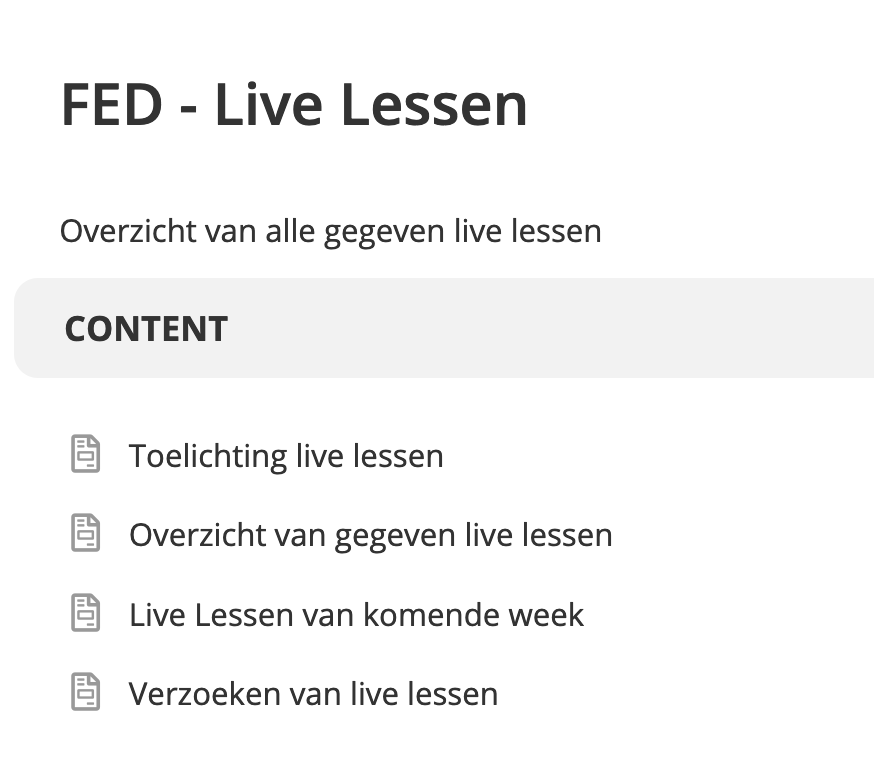 FED - Live Lessen
Overzicht van alle gegeven live lessen
CONTENT
Toelichting live lessen
Overzicht van gegeven live lessen
Live Lessen van komende week
Verzoeken van live lessen